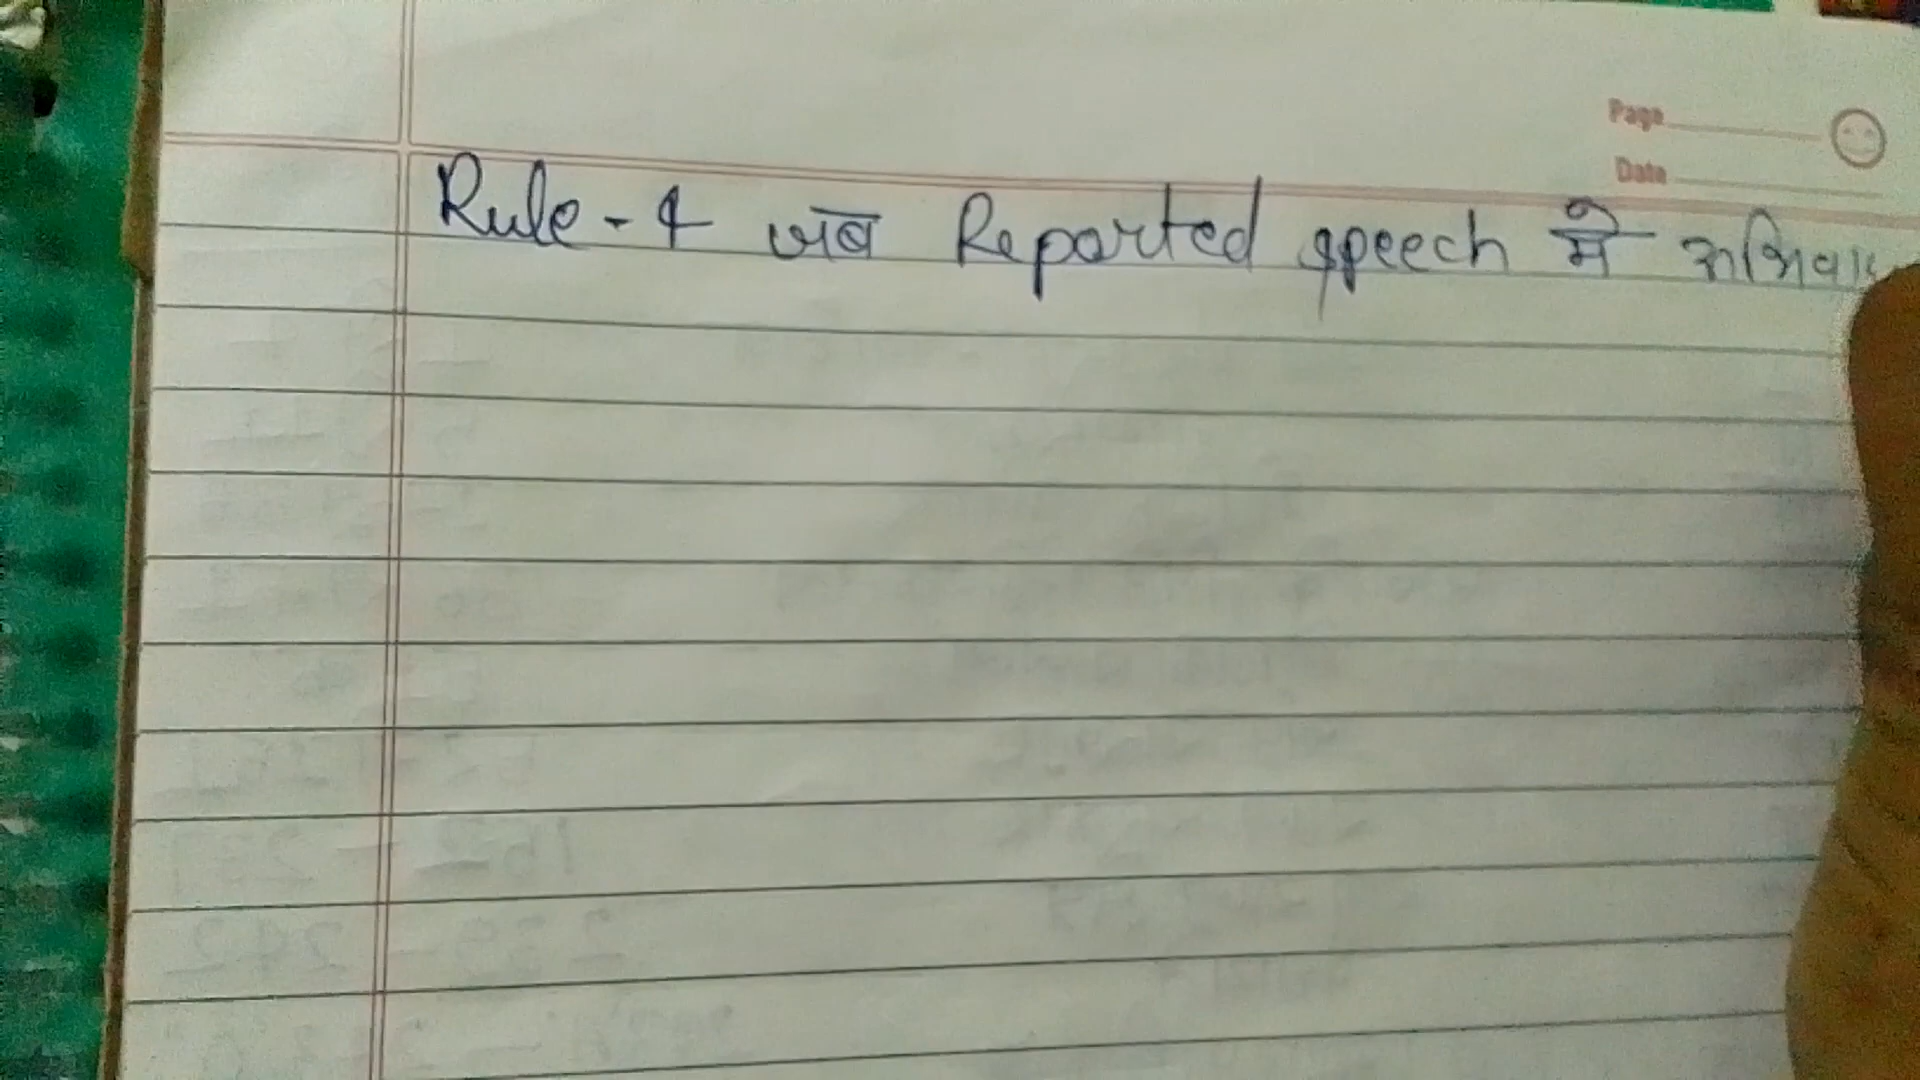 Page
Date
Rule - 4 जब Reported speech में